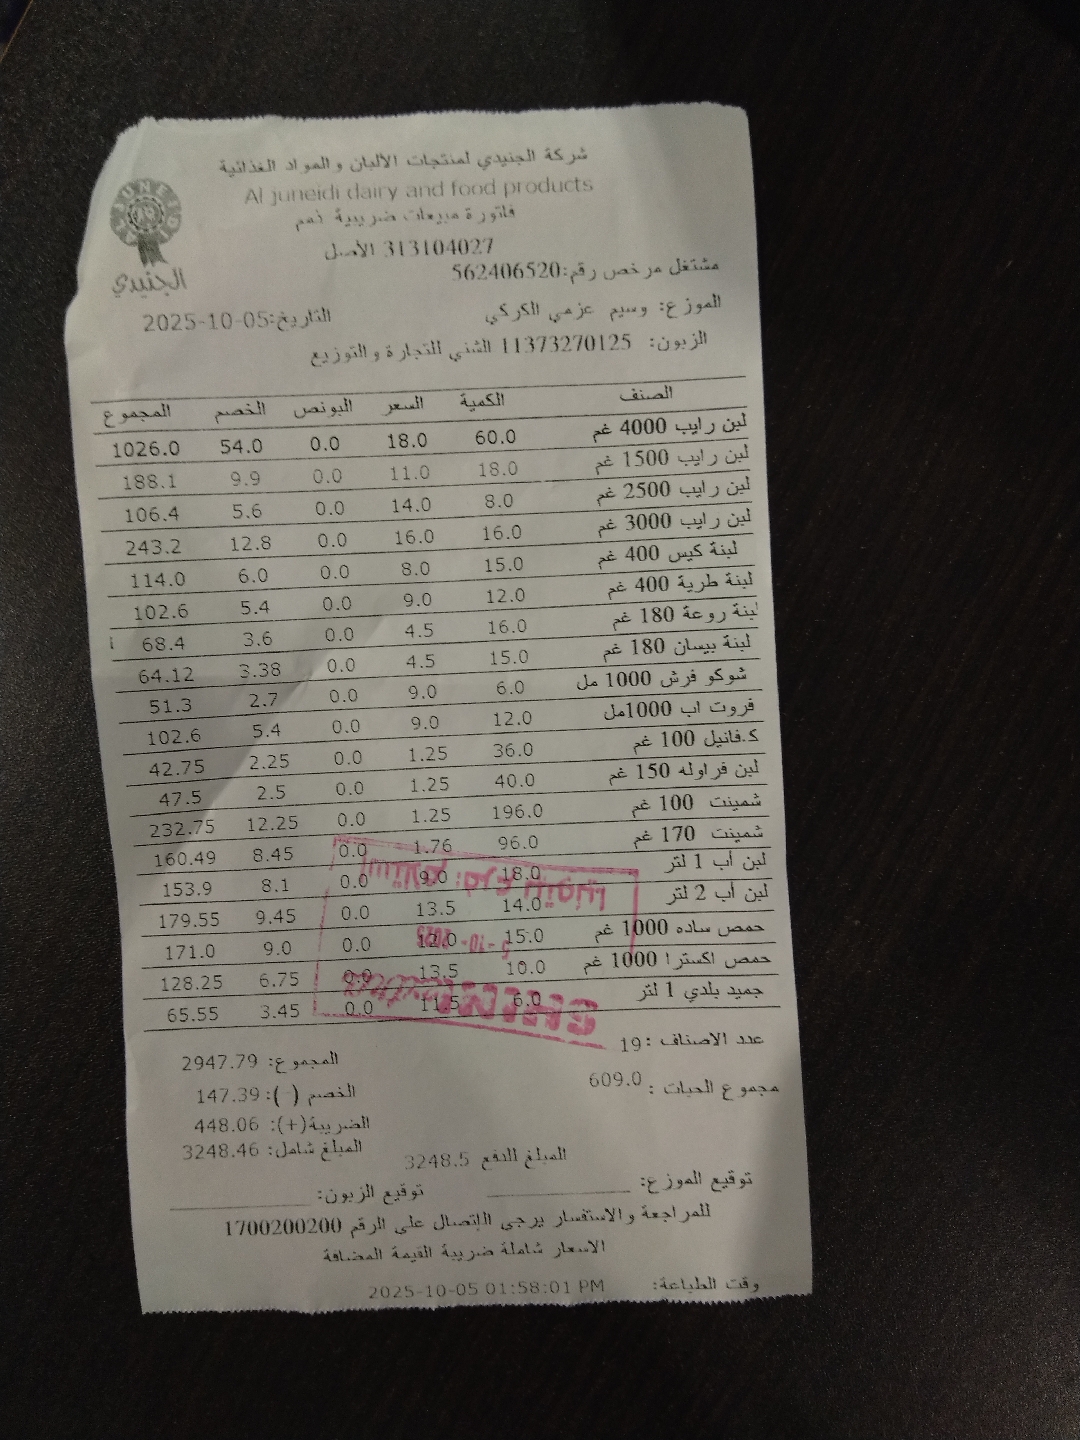 شركة الجنيدي لمنتجات الألبان والمواد الغذائية
Al juneidi dairy and food products
فاتورة مبيعات ضريبية ذمم
313104027 الأصل
مشتغل مرخص رقم:562406520
الجنيدي
الموزع: وسيم عزمي الكركي
التاريخ:2025-10-05
الزبون: 11373270125 الشني للتجارة والتوزيع
الصنف الكمية السعر البونص الخصم المجموع
لبن رايب 4000 غم 60.0 18.0 0.0 54.0 1026.0
لبن رايب 1500 غم 18.0 11.0 0.0 9.9 188.1
لبن رايب 2500 غم 8.0 14.0 0.0 5.6 106.4
لبن رايب 3000 غم 16.0 16.0 0.0 12.8 243.2
لبنة كيس 400 غم 15.0 8.0 0.0 6.0 114.0
لبنة طرية 400 غم 12.0 9.0 0.0 5.4 102.6
لبنة روعة 180 غم 16.0 4.5 0.0 3.6 68.4
لبنة بيسان 180 غم 15.0 4.5 0.0 3.38 64.12
شوكو فرش 1000 مل 6.0 9.0 0.0 2.7 51.3
فروت اب 1000مل 12.0 9.0 0.0 5.4 102.6
ك.فانيل 100 غم 36.0 1.25 0.0 2.25 42.75
لبن فراوله 150 غم 40.0 1.25 0.0 2.5 47.5
شمينت 100 غم 196.0 1.25 0.0 12.25 232.75
شمينت 170 غم 96.0 1.76 0.0 8.45 160.49
لبن أب 1 لتر 18.0 9.0 0.0 8.1 153.9
لبن أب 2 لتر 14.0 13.5 0.0 9.45 179.55
حمص ساده 1000 غم 15.0 12.0 0.0 9.0 171.0
حمص اكسترا 1000 غم 10.0 13.5 0.0 6.75 128.25
جميد بلدي 1 لتر 6.0 11.5 0.0 3.45 65.55
عدد الاصناف : 19
المجموع: 2947.79
مجموع الحبات : 609.0
الخصم (-): 147.39
الضريبة(+): 448.06
المبلغ شامل: 3248.46
المبلغ للدفع 3248.5
توقيع الموزع:
توقيع الزبون:
للمراجعة والاستفسار يرجى الإتصال على الرقم 1700200200
الاسعار شاملة ضريبة القيمة المضافة
وقت الطباعة: 2025-10-05 01:58:01 PM